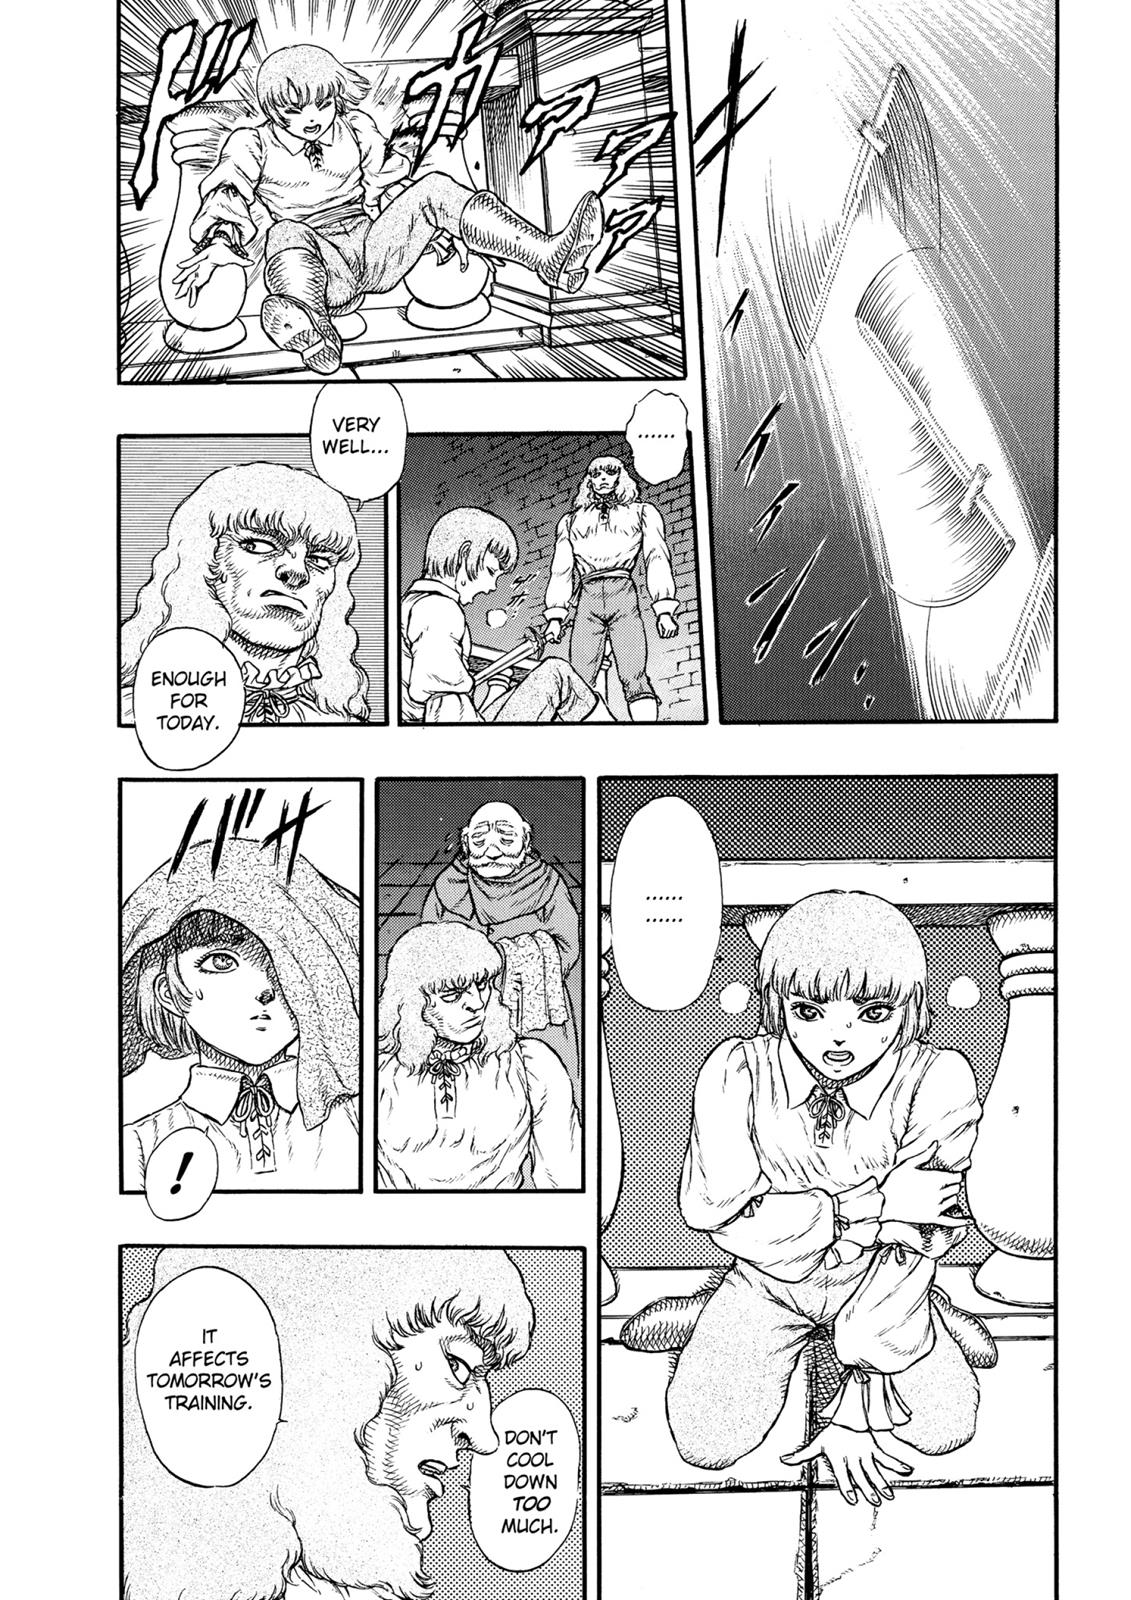 ドガァァァ
......
VERY
WELL...
ENOUGH
FOR
TODAY.
......
......
バサ
!
DON'T
COOL
DOWN
TOO
MUCH.
IT
AFFECTS
TOMORROW'S
TRAINING.